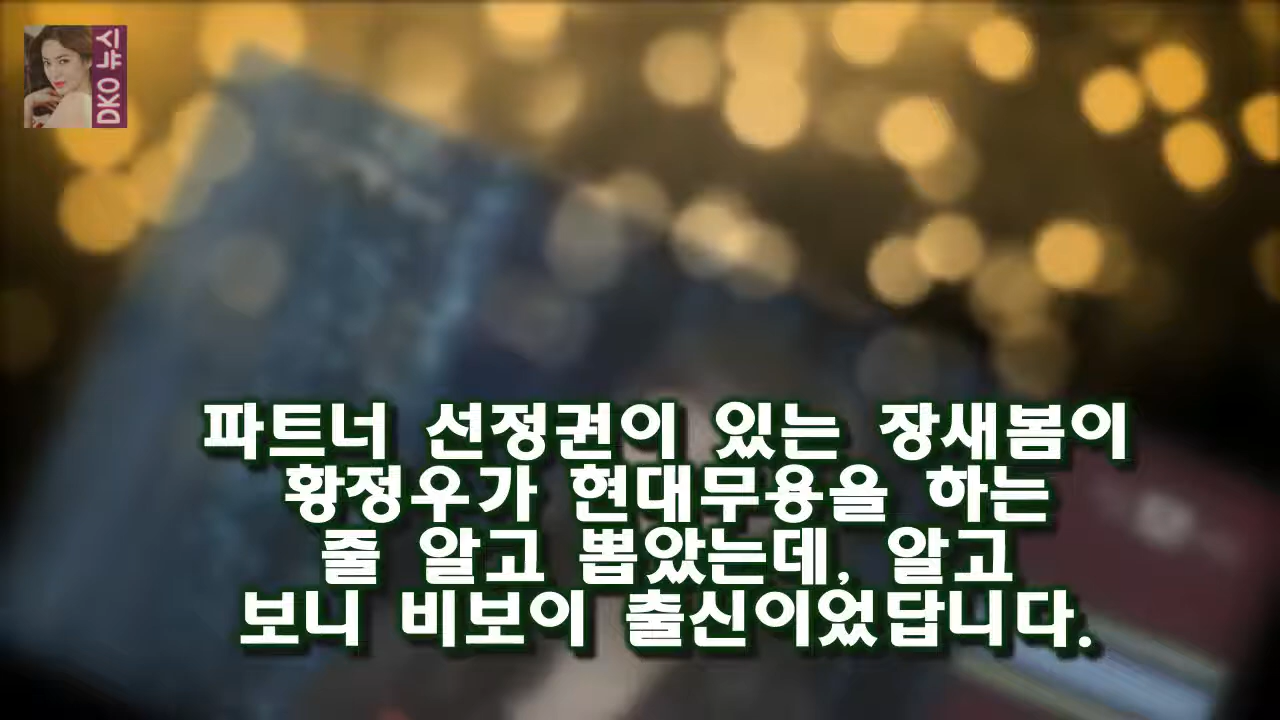 DKO 뉴스
파트너 선정권이 있는 장새봄이
황정우가 현대무용을 하는
줄 알고 뽑았는데, 알고
보니 비보이 출신이었답니다.